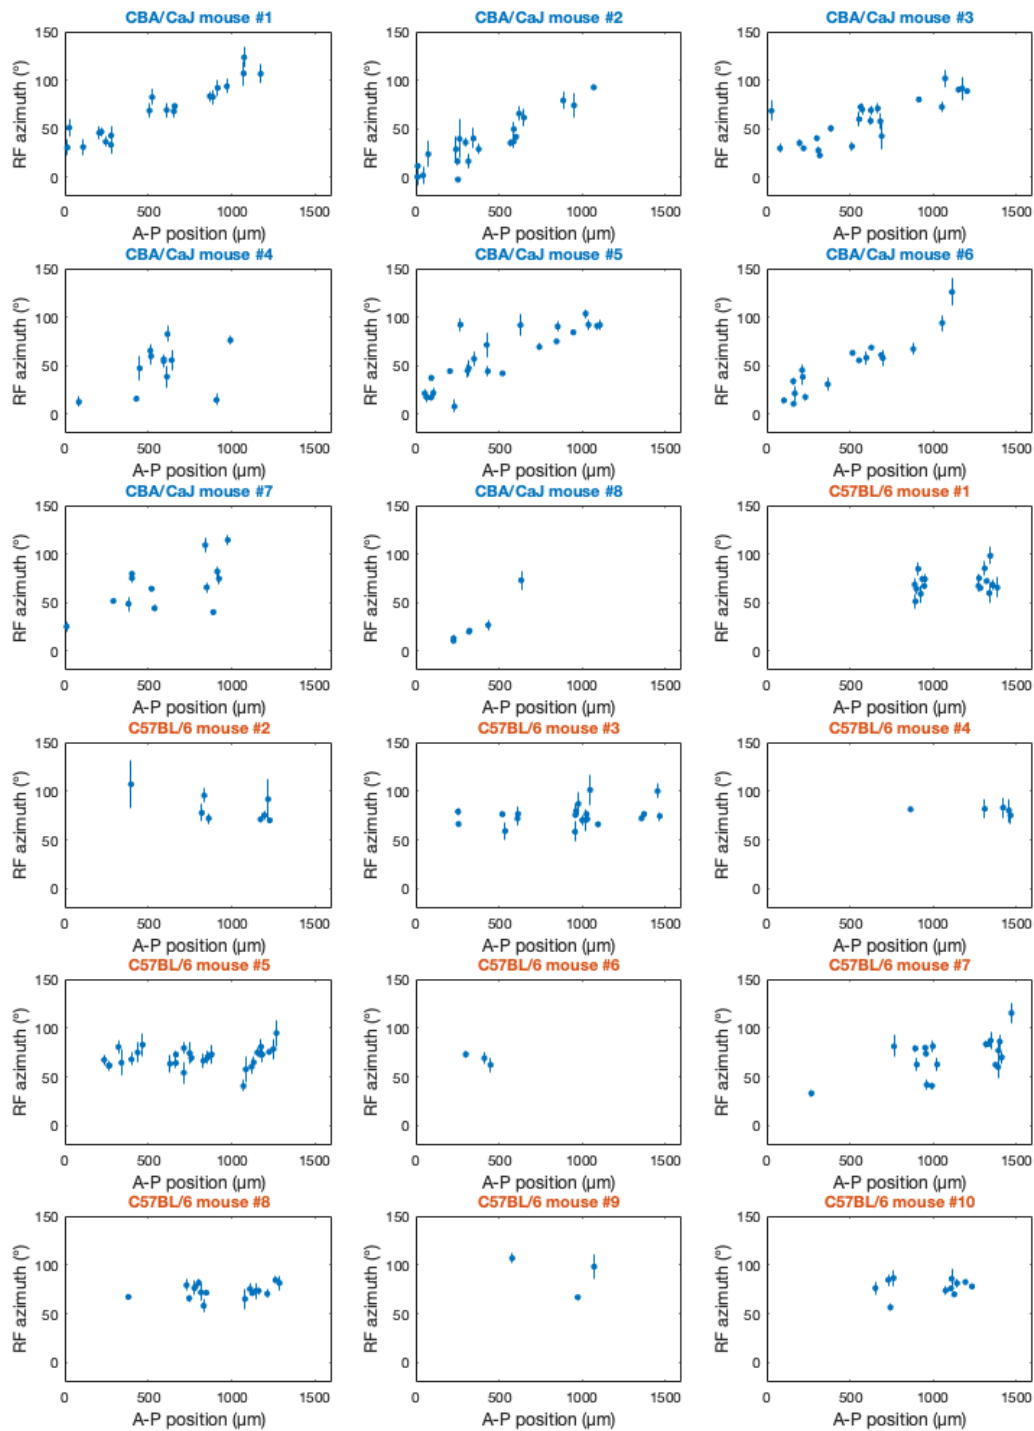 CBA/CaJ mouse #1
RF azimuth (°)
150
100
50
0
0 500 1000 1500
A-P position (µm)
CBA/CaJ mouse #2
RF azimuth (°)
150
100
50
0
0 500 1000 1500
A-P position (µm)
CBA/CaJ mouse #3
RF azimuth (°)
150
100
50
0
0 500 1000 1500
A-P position (µm)
CBA/CaJ mouse #4
RF azimuth (°)
150
100
50
0
0 500 1000 1500
A-P position (µm)
CBA/CaJ mouse #5
RF azimuth (°)
150
100
50
0
0 500 1000 1500
A-P position (µm)
CBA/CaJ mouse #6
RF azimuth (°)
150
100
50
0
0 500 1000 1500
A-P position (µm)
CBA/CaJ mouse #7
RF azimuth (°)
150
100
50
0
0 500 1000 1500
A-P position (µm)
CBA/CaJ mouse #8
RF azimuth (°)
150
100
50
0
0 500 1000 1500
A-P position (µm)
C57BL/6 mouse #1
RF azimuth (°)
150
100
50
0
0 500 1000 1500
A-P position (µm)
C57BL/6 mouse #2
RF azimuth (°)
150
100
50
0
0 500 1000 1500
A-P position (µm)
C57BL/6 mouse #3
RF azimuth (°)
150
100
50
0
0 500 1000 1500
A-P position (µm)
C57BL/6 mouse #4
RF azimuth (°)
150
100
50
0
0 500 1000 1500
A-P position (µm)
C57BL/6 mouse #5
RF azimuth (°)
150
100
50
0
0 500 1000 1500
A-P position (µm)
C57BL/6 mouse #6
RF azimuth (°)
150
100
50
0
0 500 1000 1500
A-P position (µm)
C57BL/6 mouse #7
RF azimuth (°)
150
100
50
0
0 500 1000 1500
A-P position (µm)
C57BL/6 mouse #8
RF azimuth (°)
150
100
50
0
0 500 1000 1500
A-P position (µm)
C57BL/6 mouse #9
RF azimuth (°)
150
100
50
0
0 500 1000 1500
A-P position (µm)
C57BL/6 mouse #10
RF azimuth (°)
150
100
50
0
0 500 1000 1500
A-P position (µm)